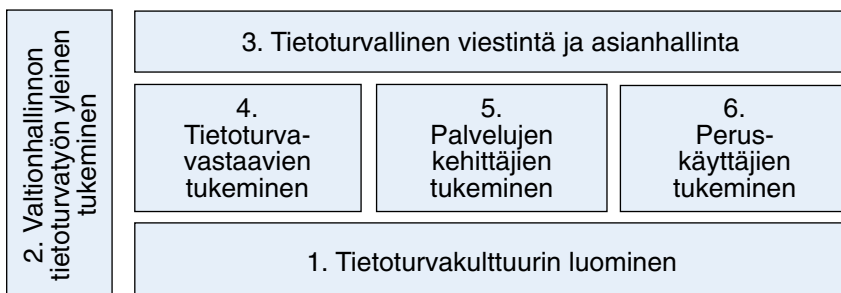 2. Valtionhallinnon
tietoturvatyön yleinen
tukeminen
3. Tietoturvallinen viestintä ja asianhallinta
4.
Tietoturva-
vastaavien
tukeminen
5.
Palvelujen
kehittäjien
tukeminen
6.
Perus-
käyttäjien
tukeminen
1. Tietoturvakulttuurin luominen